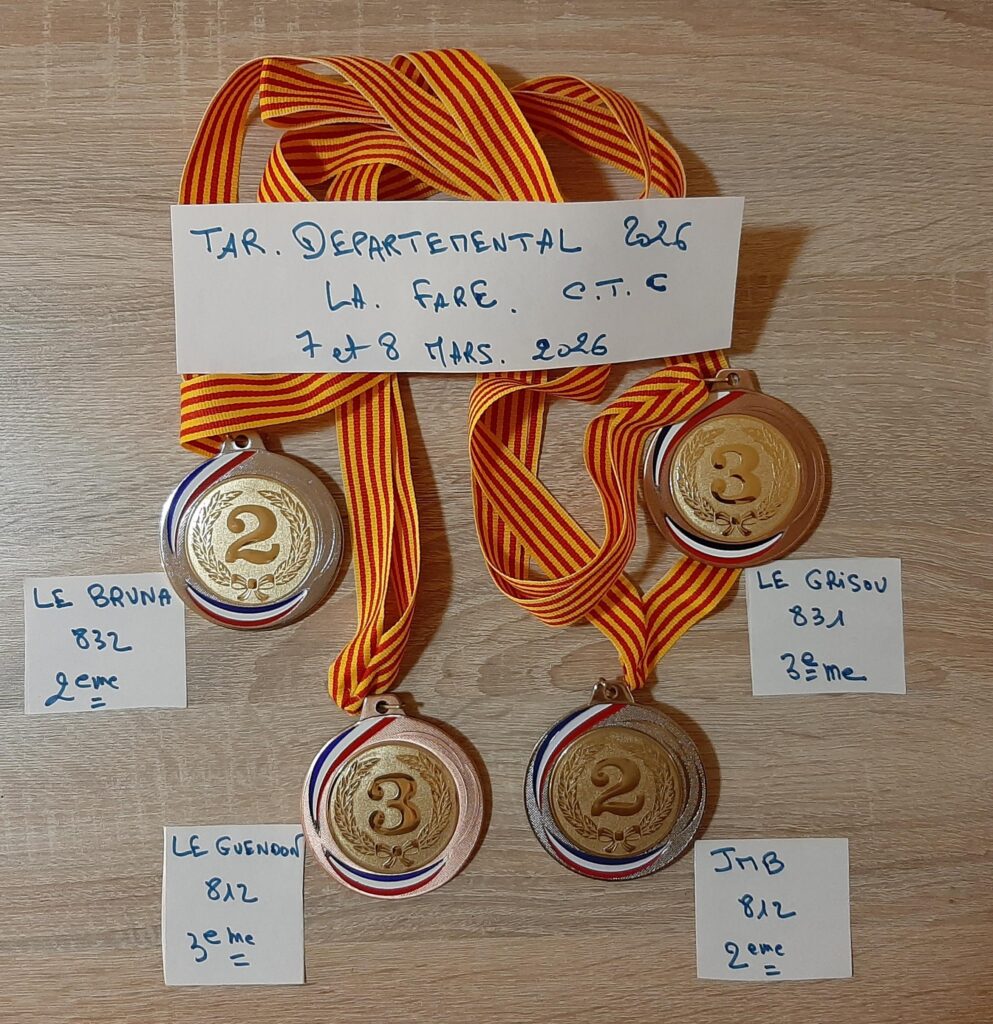 TAR. DEPARTEMENTAL 2026
LA. FARE. C.T.C
7 et 8 MARS. 2026
2
3
LE BRUNA
832
2eme
LE GRISOU
831
3eme
3
2
LE GUENDON
812
3eme
JMB
812
2eme